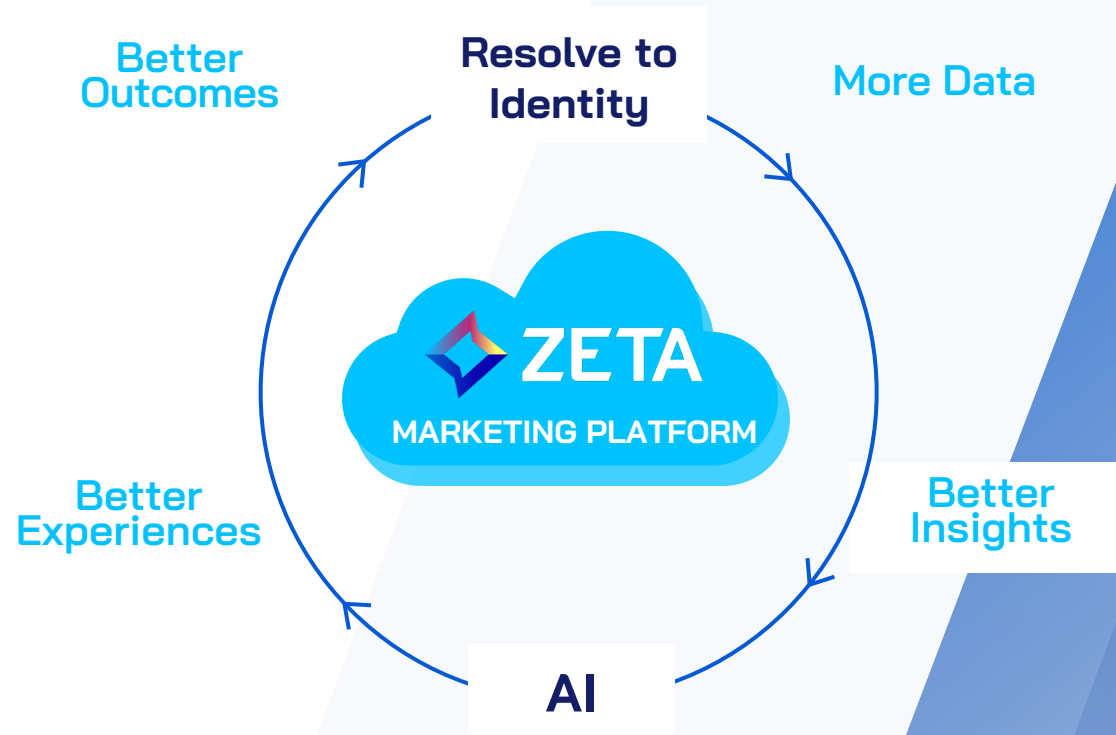 Better
Outcomes
Resolve to
Identity
More Data
ZETA
MARKETING PLATFORM
Better
Experiences
Better
Insights
AI